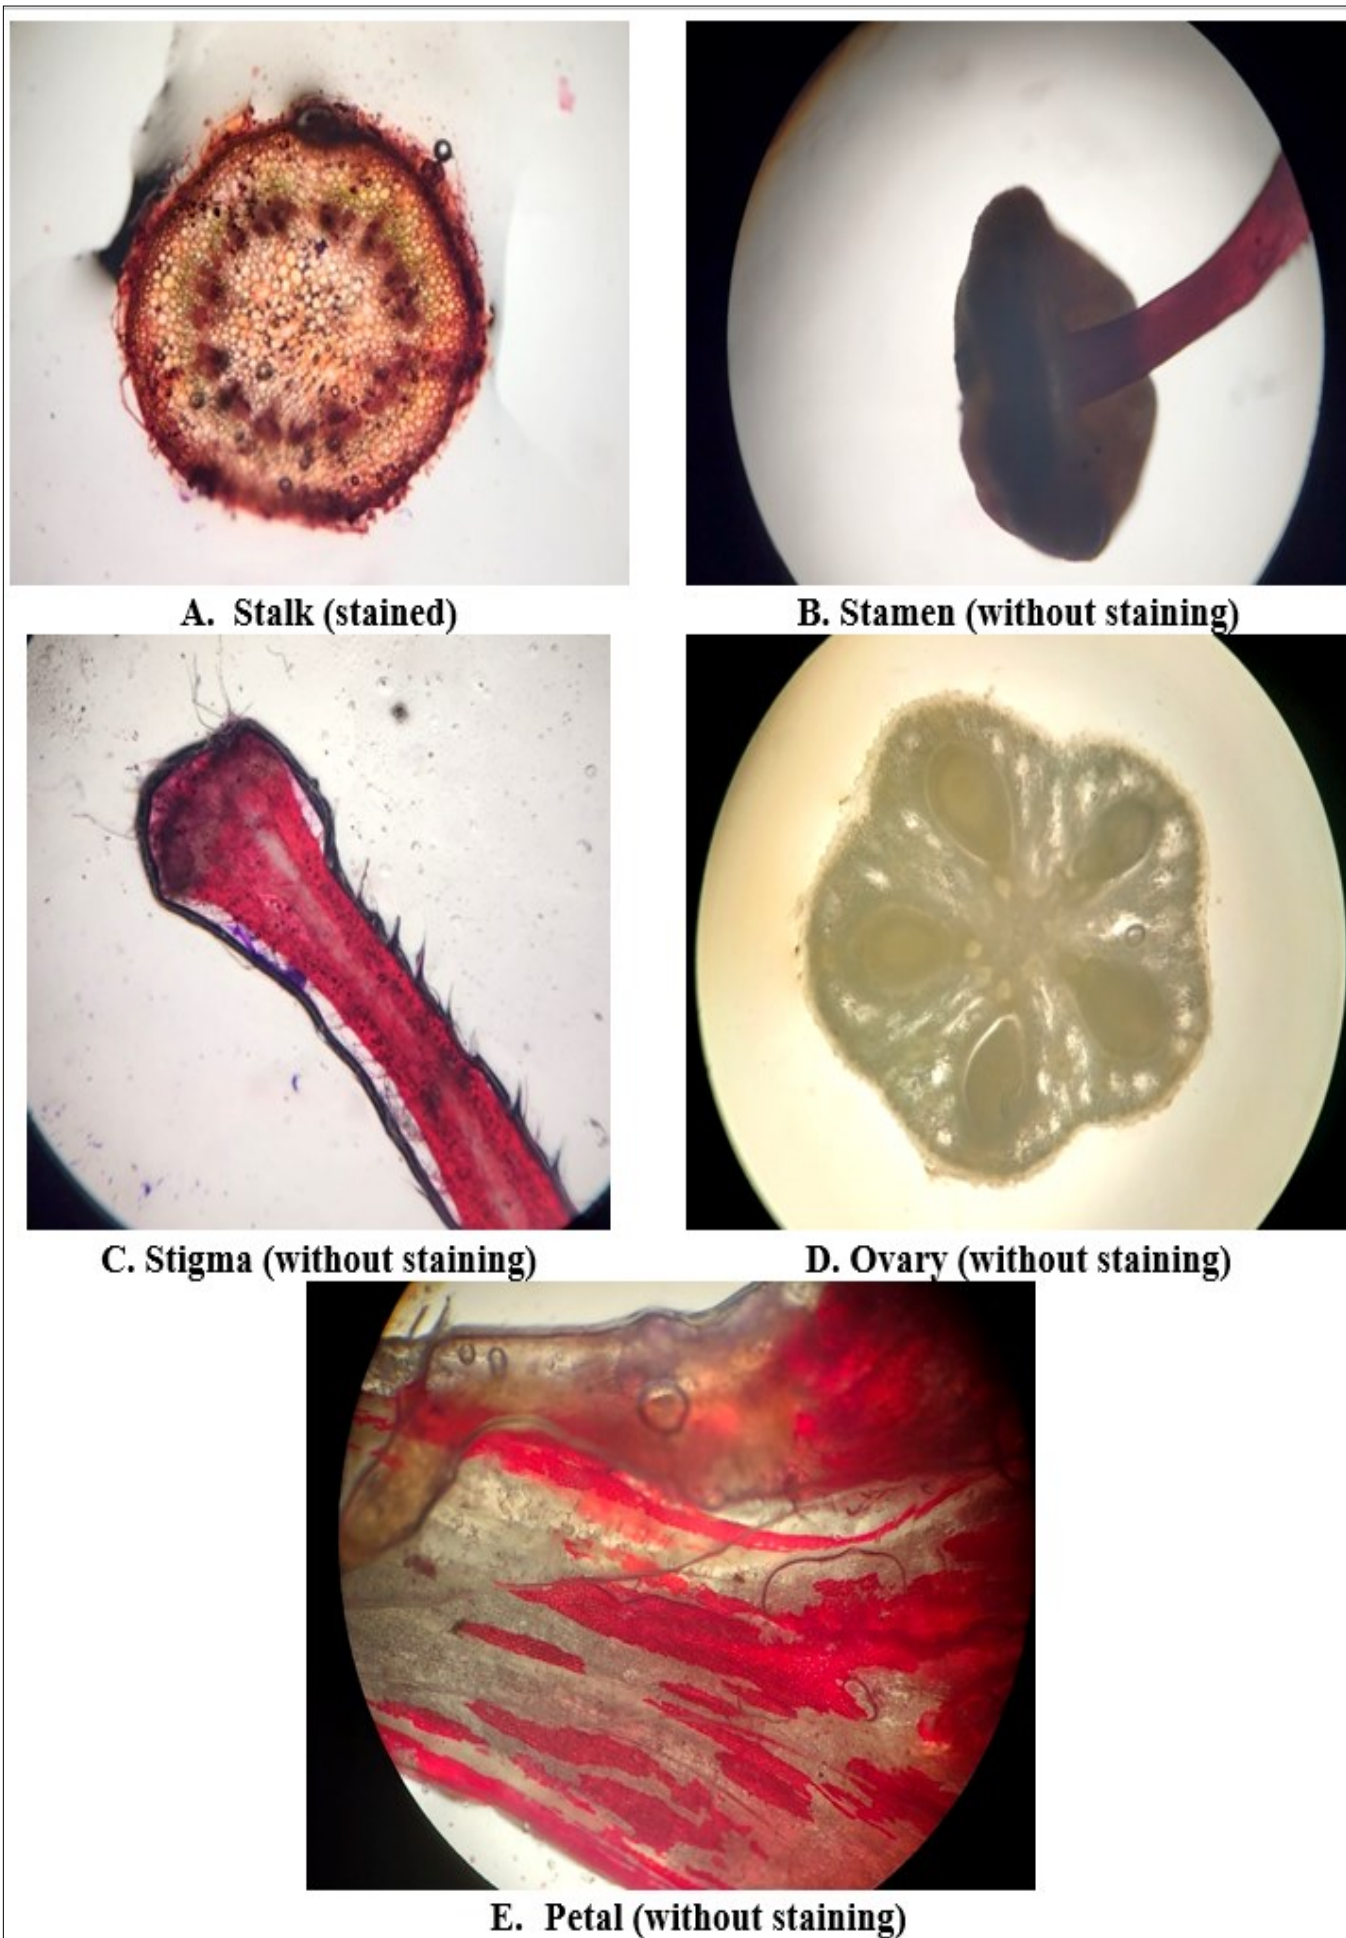 A. Stalk (stained)
B. Stamen (without staining)
C. Stigma (without staining)
D. Ovary (without staining)
E. Petal (without staining)